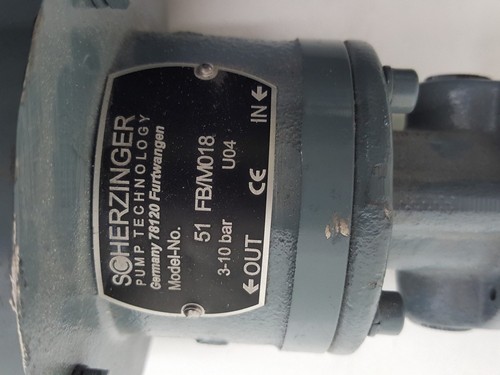 SCHERZINGER
PUMP TECHNOLOGY
Germany 78120 Furtwangen
Model-No.
51 FB/M018
3-10 bar U04
←OUT CE IN←